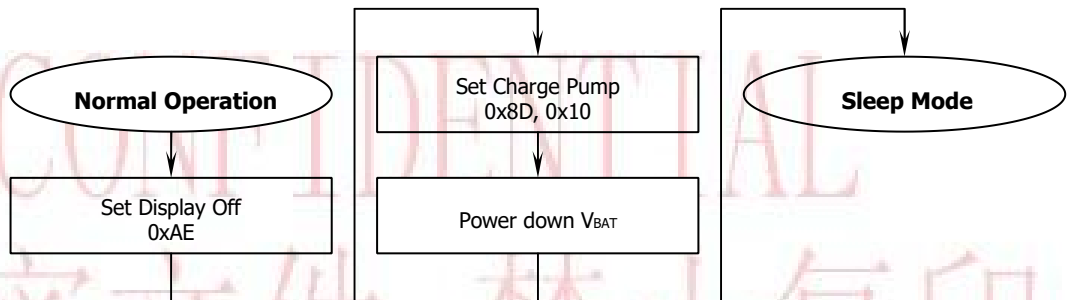 Normal Operation
Set Display Off
0xAE
Set Charge Pump
0x8D, 0x10
Power down VBAT
Sleep Mode
CONFIDENTIAL